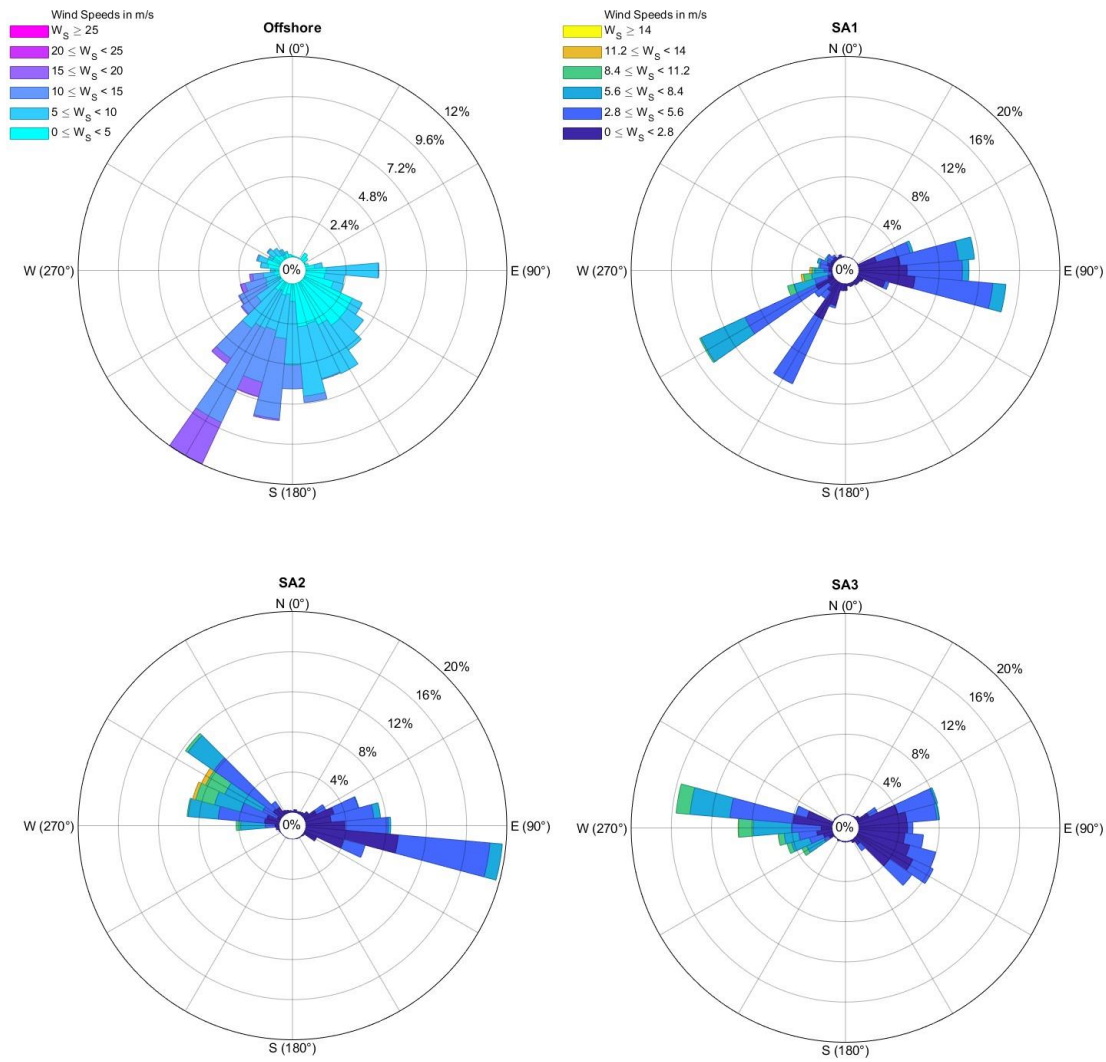 Wind Speeds in m/s
W_S ≥ 25
20 ≤ W_S < 25
15 ≤ W_S < 20
10 ≤ W_S < 15
5 ≤ W_S < 10
0 ≤ W_S < 5
Offshore
N (0°)
12%
9.6%
7.2%
4.8%
2.4%
0%
W (270°)
E (90°)
S (180°)
Wind Speeds in m/s
W_S ≥ 14
11.2 ≤ W_S < 14
8.4 ≤ W_S < 11.2
5.6 ≤ W_S < 8.4
2.8 ≤ W_S < 5.6
0 ≤ W_S < 2.8
SA1
N (0°)
20%
16%
12%
8%
4%
0%
W (270°)
E (90°)
S (180°)
SA2
N (0°)
20%
16%
12%
8%
4%
0%
W (270°)
E (90°)
S (180°)
SA3
N (0°)
20%
16%
12%
8%
4%
0%
W (270°)
E (90°)
S (180°)